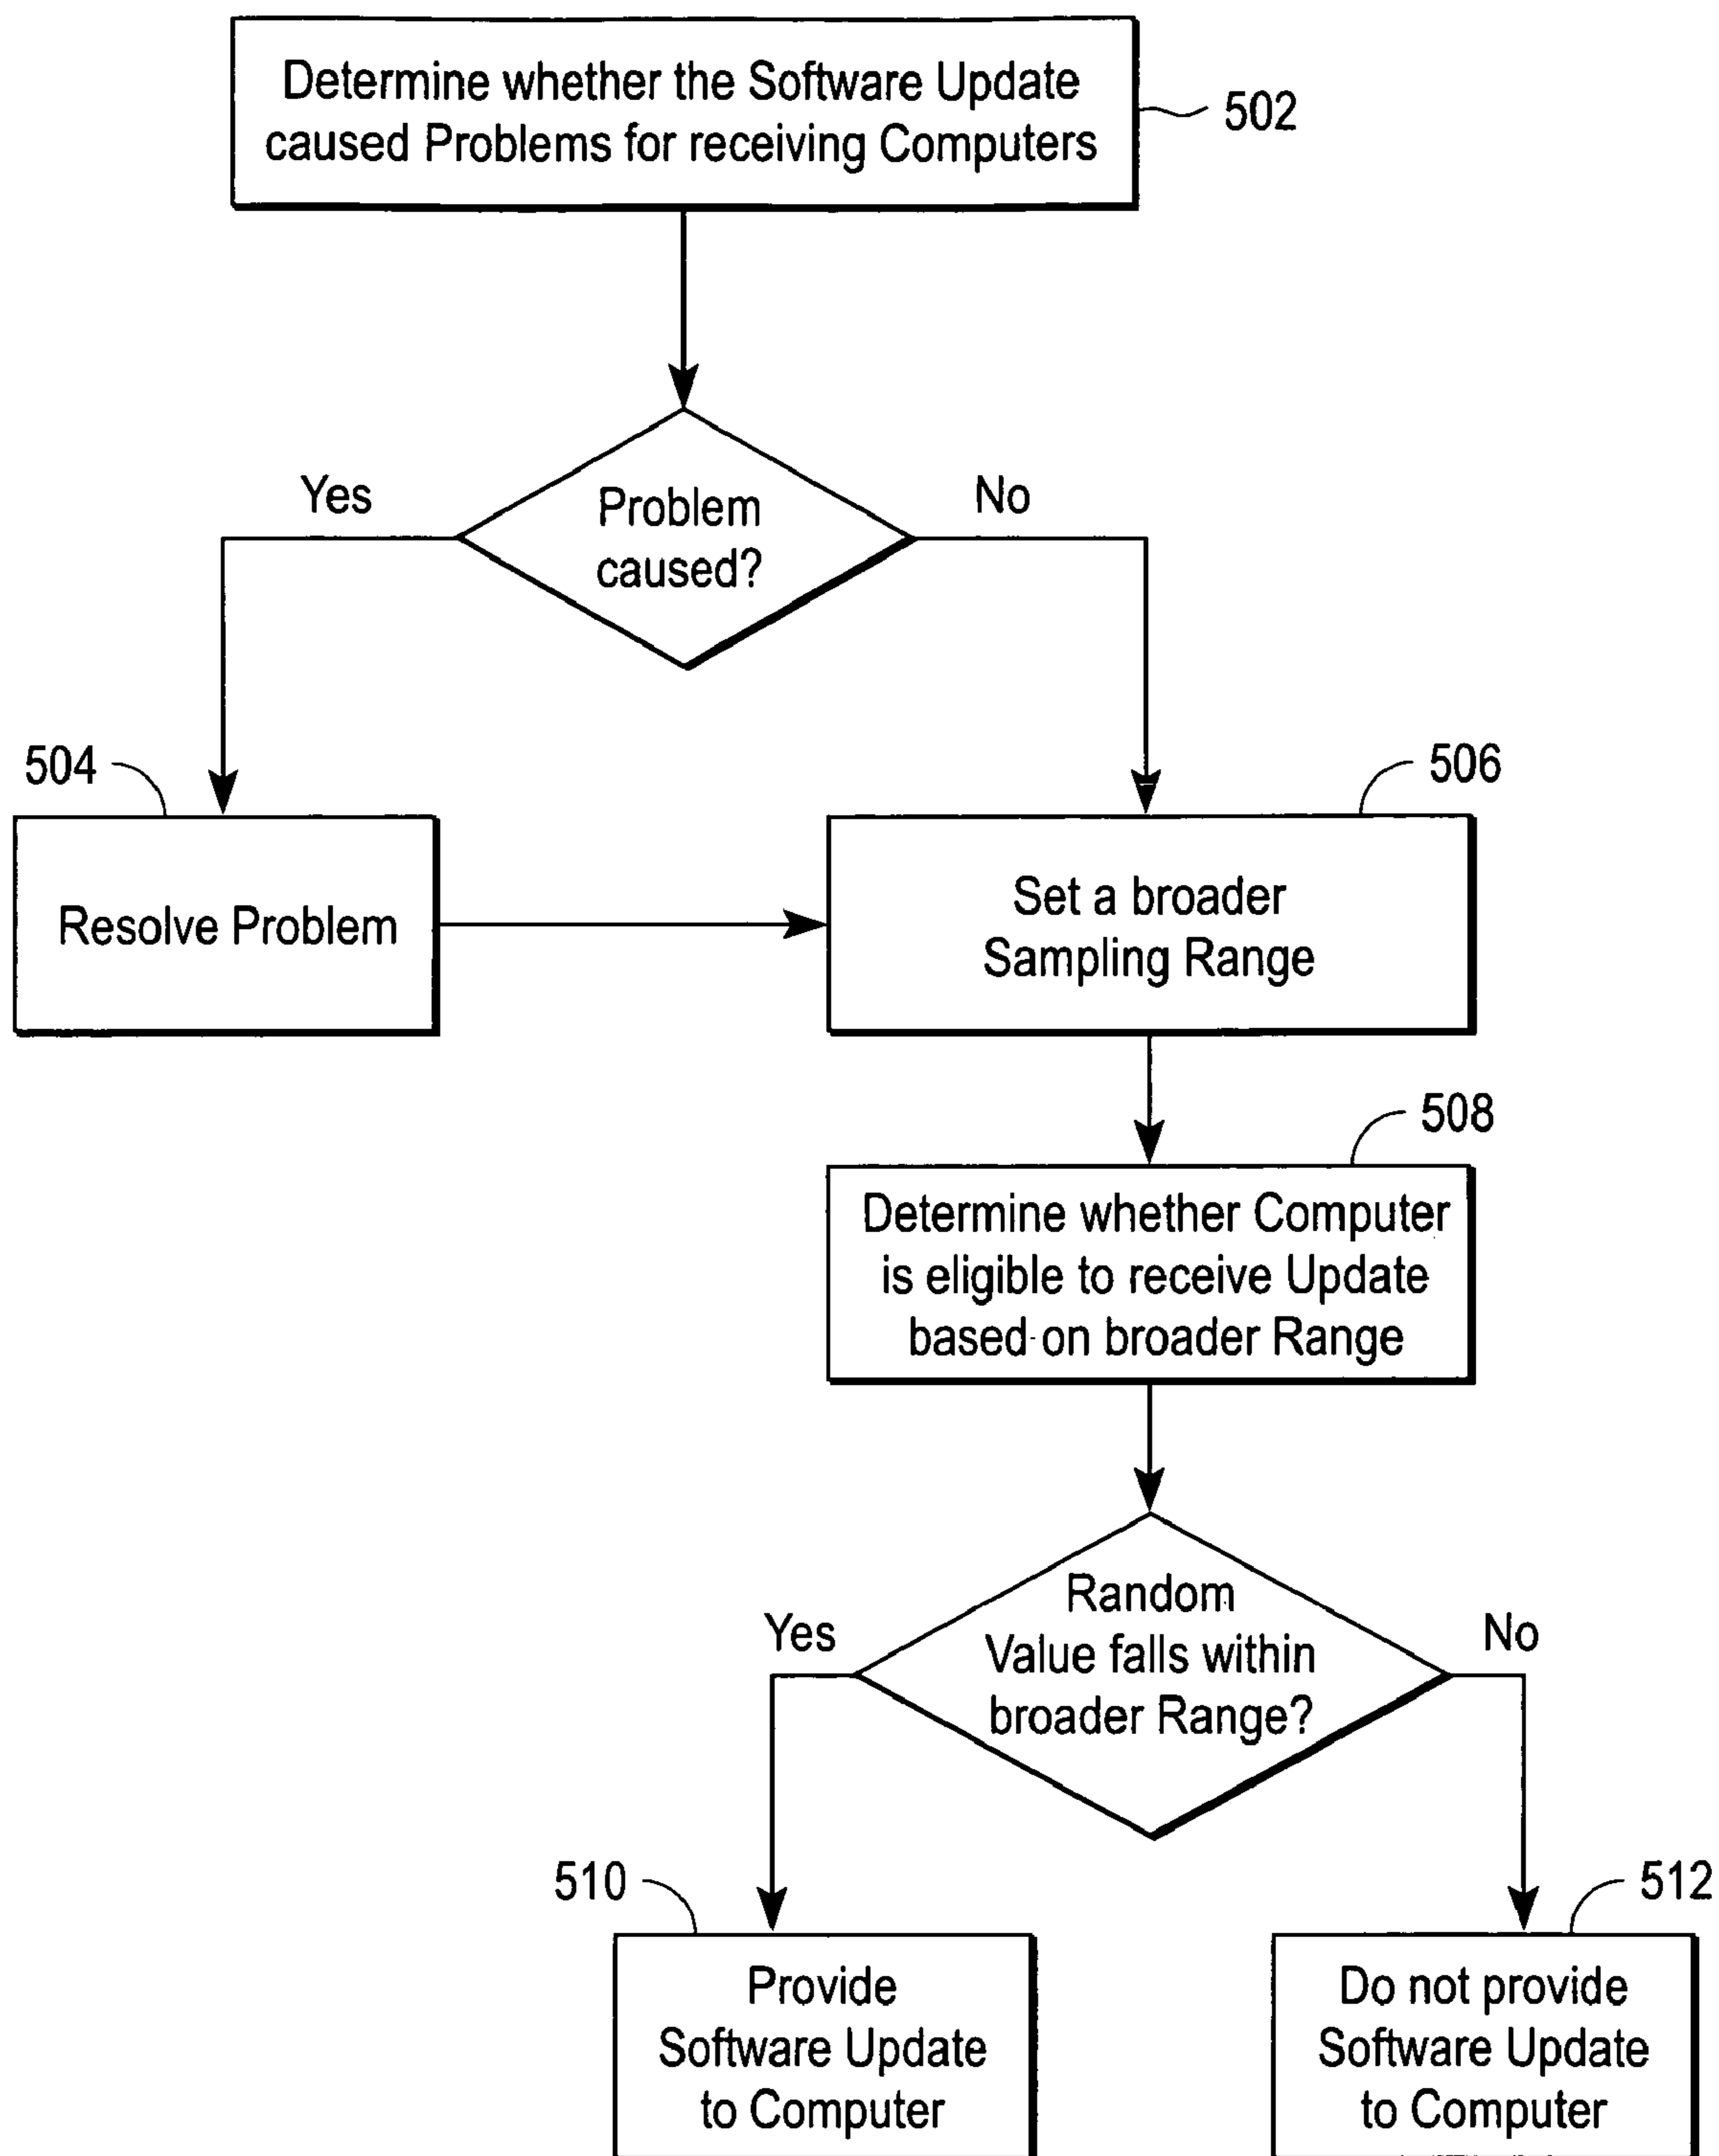 Determine whether the Software Update
caused Problems for receiving Computers
502
Yes
Problem
caused?
No
504
506
Resolve Problem
Set a broader
Sampling Range
508
Determine whether Computer
is eligible to receive Update
based on broader Range
Yes
Random
Value falls within
broader Range?
No
510
512
Provide
Software Update
to Computer
Do not provide
Software Update
to Computer